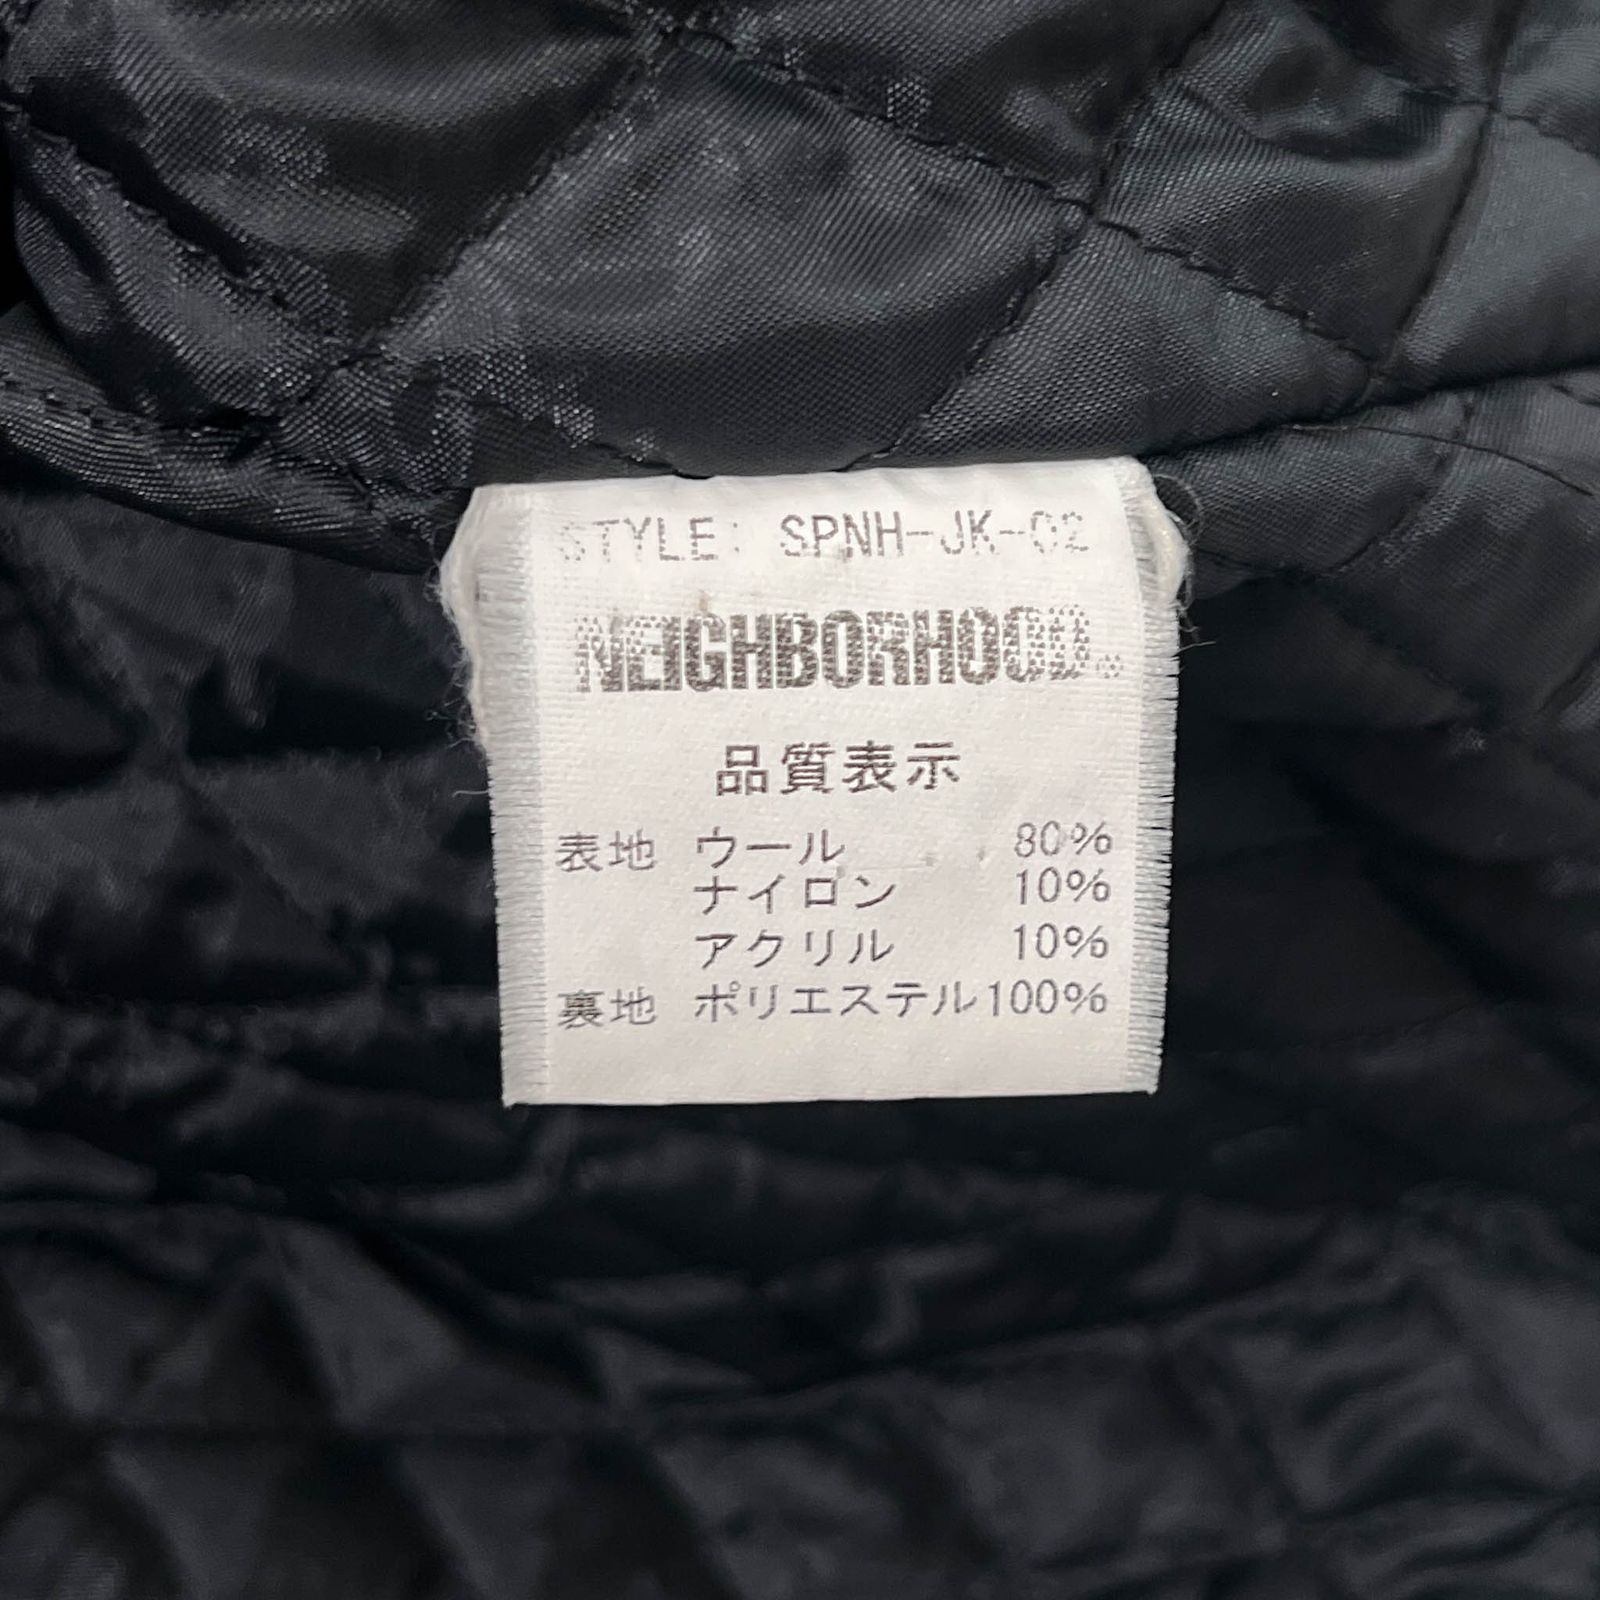 STYLE: SPNH-JK-02
NEIGHBORHOOD®
品質表示
表地 ウール 80%
ナイロン 10%
アクリル 10%
裏地 ポリエステル100%